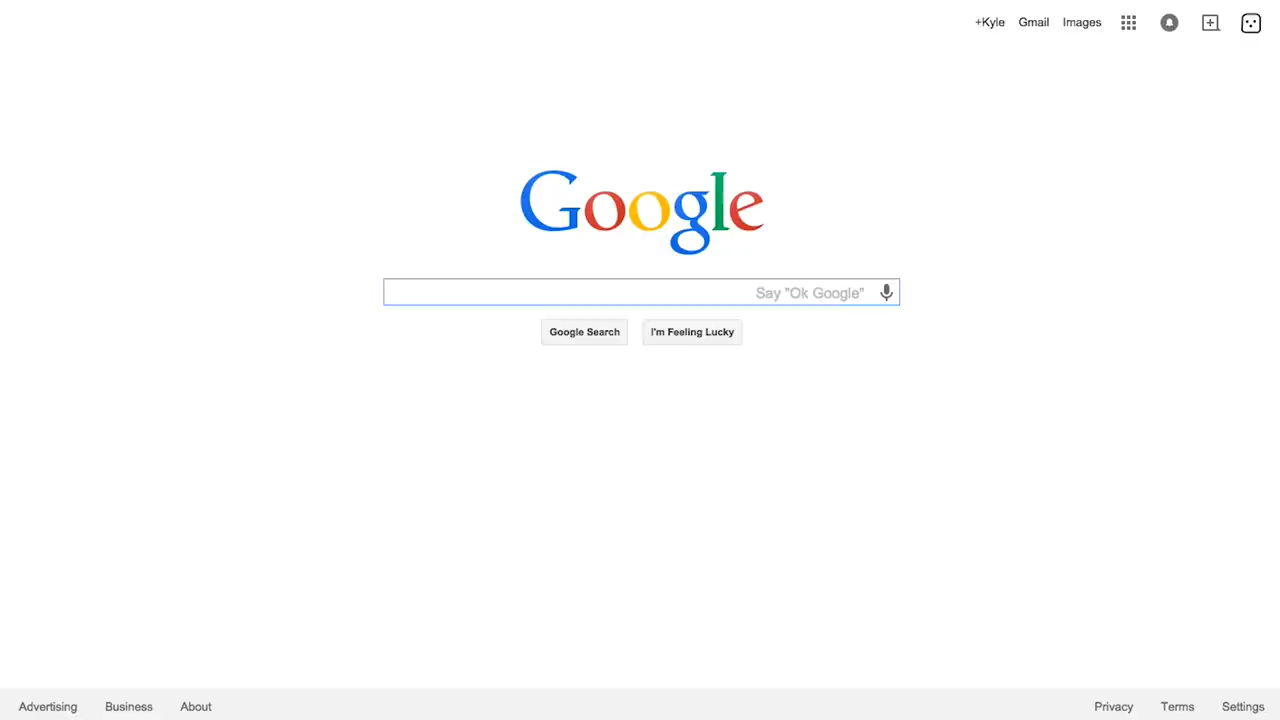 +Kyle Gmail Images
Google
Say "Ok Google"
Google Search I'm Feeling Lucky
Advertising Business About Privacy Terms Settings